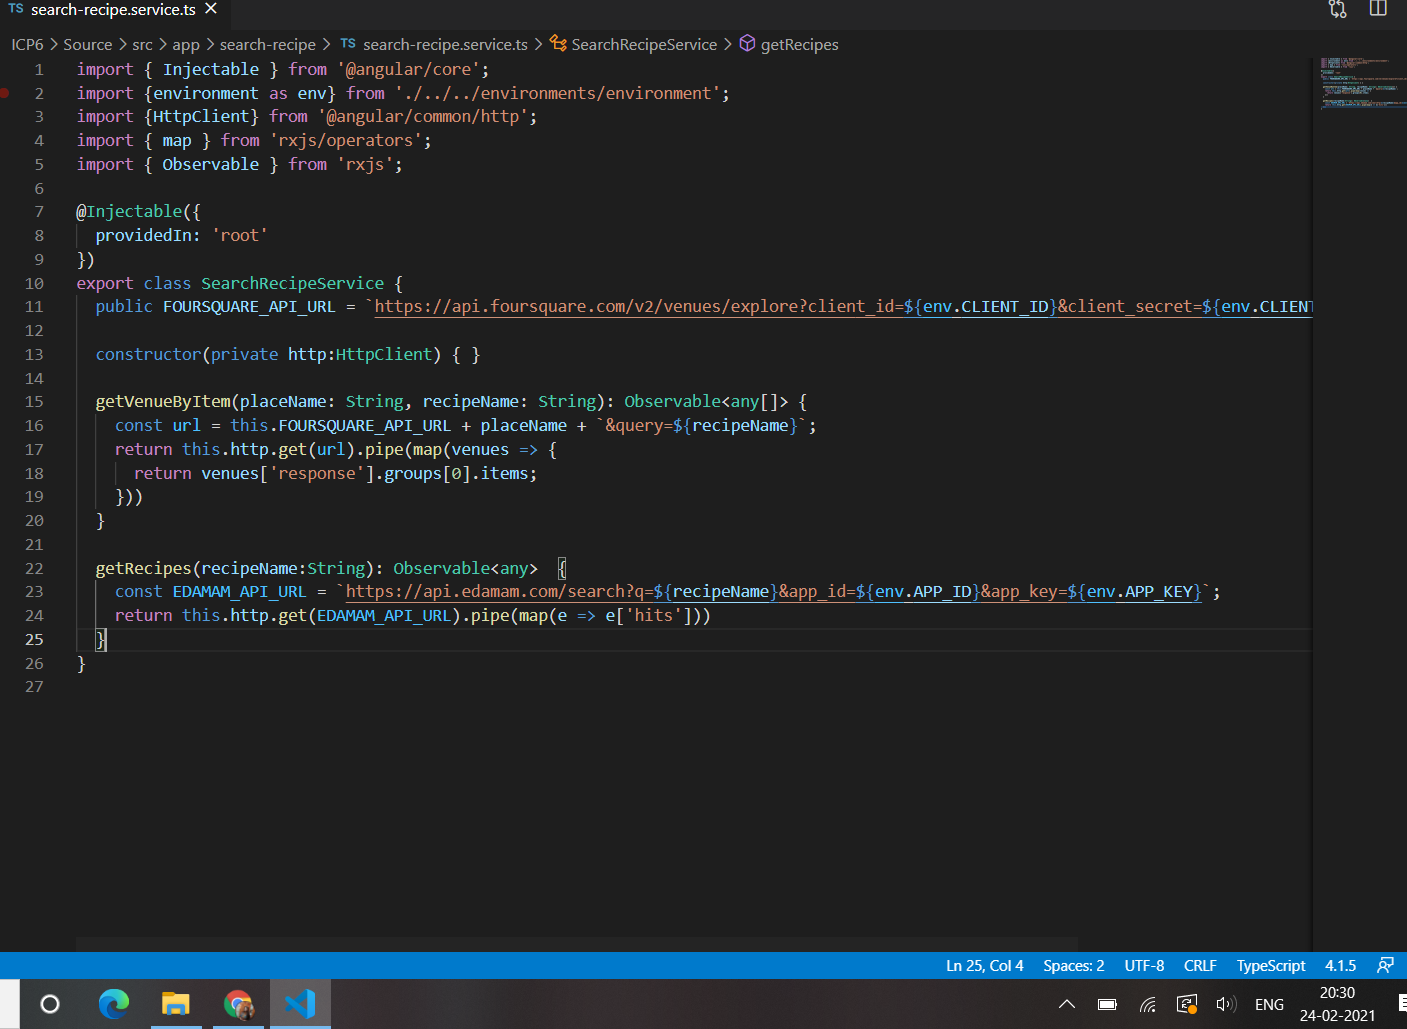 TS search-recipe.service.ts ×
ICP6 > Source > src > app > search-recipe > TS search-recipe.service.ts > SearchRecipeService > getRecipes
1 import { Injectable } from '@angular/core';
2 import {environment as env} from './../../environments/environment';
3 import {HttpClient} from '@angular/common/http';
4 import { map } from 'rxjs/operators';
5 import { Observable } from 'rxjs';
6
7 @Injectable({
8   providedIn: 'root'
9 })
10 export class SearchRecipeService {
11   public FOURSQUARE_API_URL = `https://api.foursquare.com/v2/venues/explore?client_id=${env.CLIENT_ID}&client_secret=${env.CLIENT
12
13   constructor(private http:HttpClient) { }
14
15   getVenueByItem(placeName: String, recipeName: String): Observable<any[]> {
16     const url = this.FOURSQUARE_API_URL + placeName + `&query=${recipeName}`;
17     return this.http.get(url).pipe(map(venues => {
18       return venues['response'].groups[0].items;
19     }))
20   }
21
22   getRecipes(recipeName:String): Observable<any>  {
23     const EDAMAM_API_URL = `https://api.edamam.com/search?q=${recipeName}&app_id=${env.APP_ID}&app_key=${env.APP_KEY}`;
24     return this.http.get(EDAMAM_API_URL).pipe(map(e => e['hits']))
25   }
26 }
27
Ln 25, Col 4 Spaces: 2 UTF-8 CRLF TypeScript 4.1.5
ENG 20:30
24-02-2021